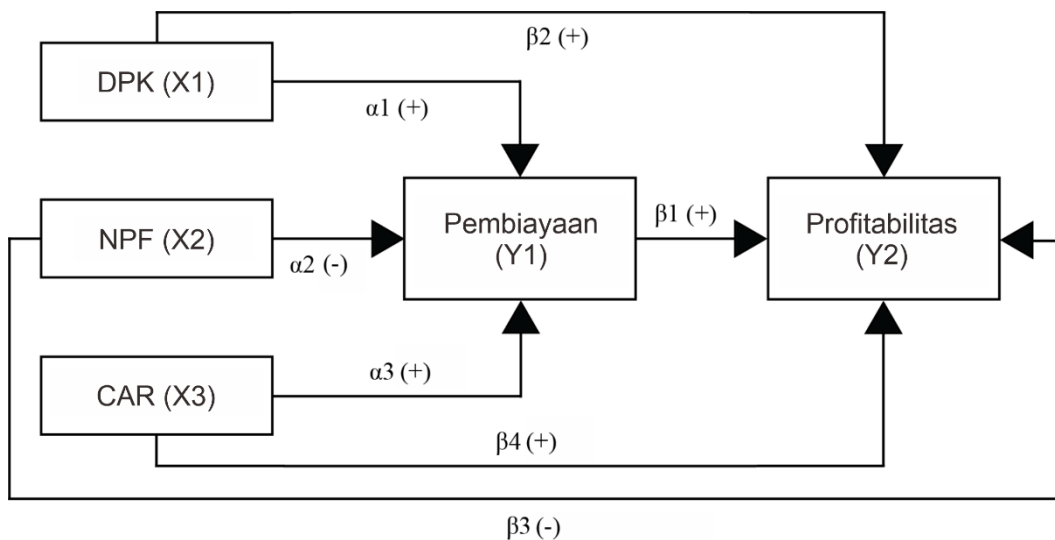 β2 (+)
DPK (X1)
α1 (+)
NPF (X2)
α2 (-)
Pembiayaan
(Y1)
β1 (+)
Profitabilitas
(Y2)
CAR (X3)
α3 (+)
β4 (+)
β3 (-)